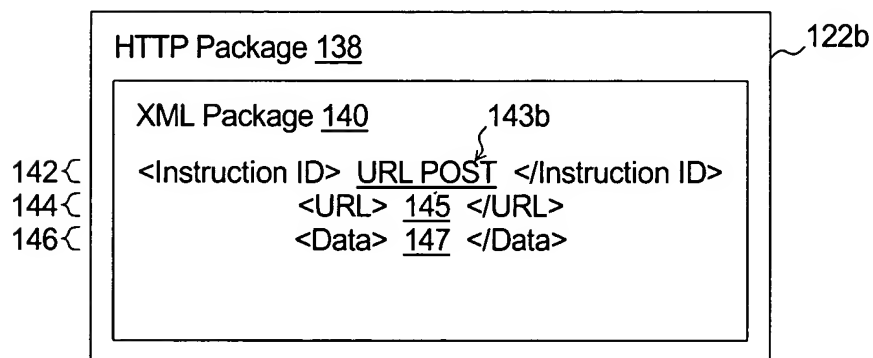 HTTP Package 138
122b
XML Package 140
143b
142{ <Instruction ID> URL POST </Instruction ID>
144{ <URL> 145 </URL>
146{ <Data> 147 </Data>